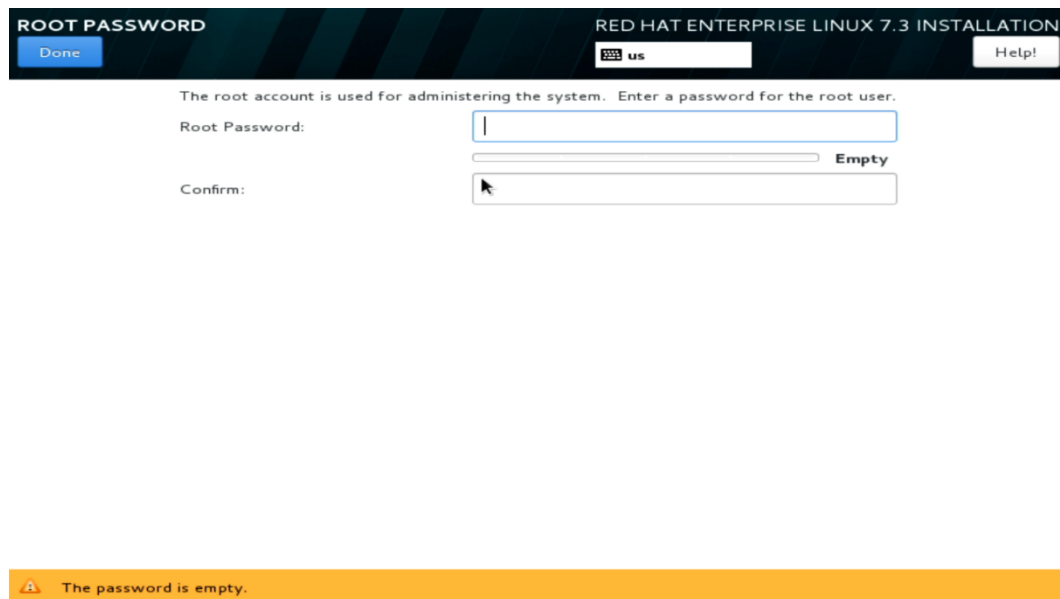 ROOT PASSWORD
RED HAT ENTERPRISE LINUX 7.3 INSTALLATION
Done
us
Help!
The root account is used for administering the system.  Enter a password for the root user.
Root Password:
Empty
Confirm:
The password is empty.